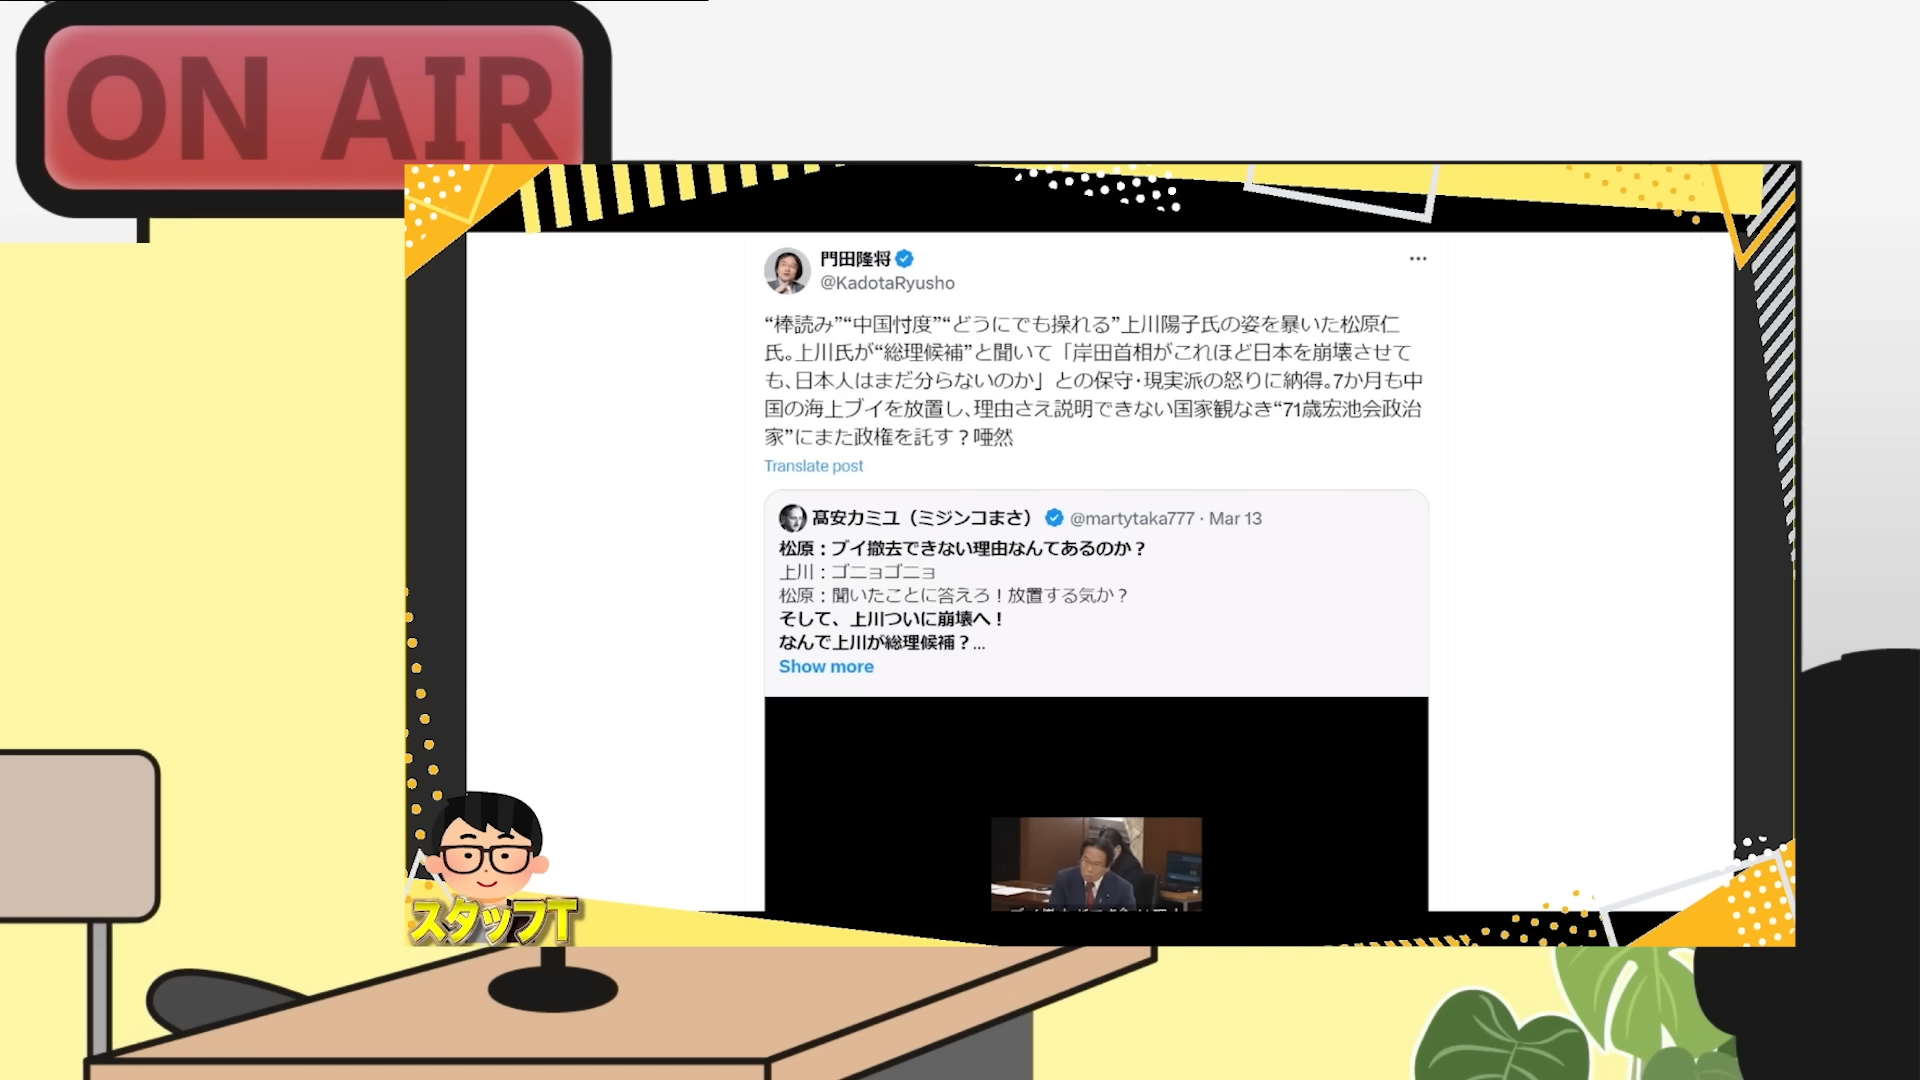 ON AIR
門田隆将
@KadotaRyusho
“棒読み”“中国忖度”“どうにでも操れる”上川陽子氏の姿を暴いた松原仁
氏。上川氏が“総理候補”と聞いて「岸田首相がこれほど日本を崩壊させて
も、日本人はまだ分らないのか」との保守･現実派の怒りに納得。7か月も中
国の海上ブイを放置し、理由さえ説明できない国家観なき“71歳宏池会政治
家”にまた政権を託す？唖然
Translate post
髙安カミユ（ミジンコまさ） @martytaka777 · Mar 13
松原：ブイ撤去できない理由なんてあるのか？
上川：ゴニョゴニョ
松原：聞いたことに答えろ！放置する気か？
そして、上川ついに崩壊へ！
なんで上川が総理候補？...
Show more
スタッフT